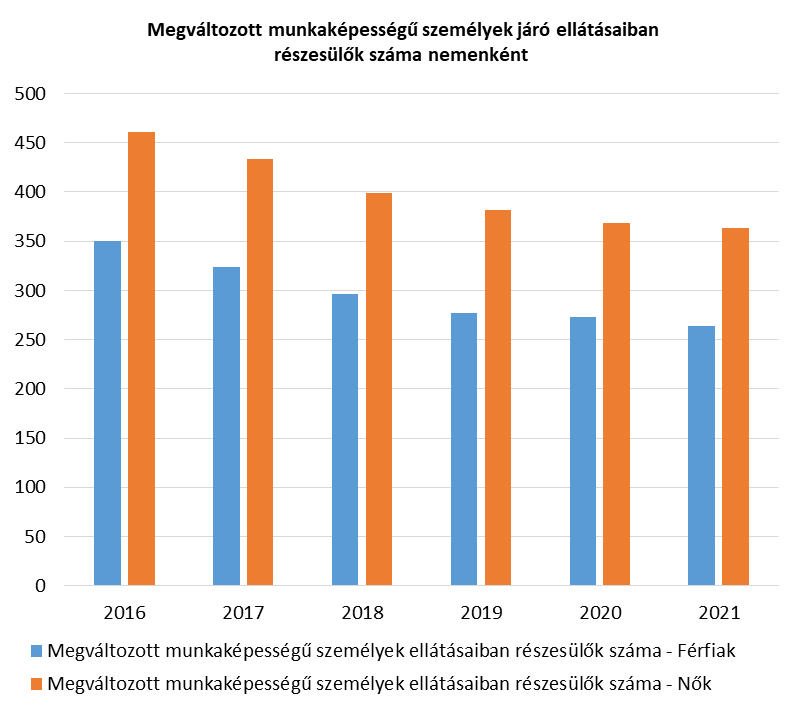 Megváltozott munkaképességű személyek járó ellátásaiban
részesülők száma nemenként
500
450
400
350
300
250
200
150
100
50
0
2016 2017 2018 2019 2020 2021
Megváltozott munkaképességű személyek ellátásaiban részesülők száma - Férfiak
Megváltozott munkaképességű személyek ellátásaiban részesülők száma - Nők